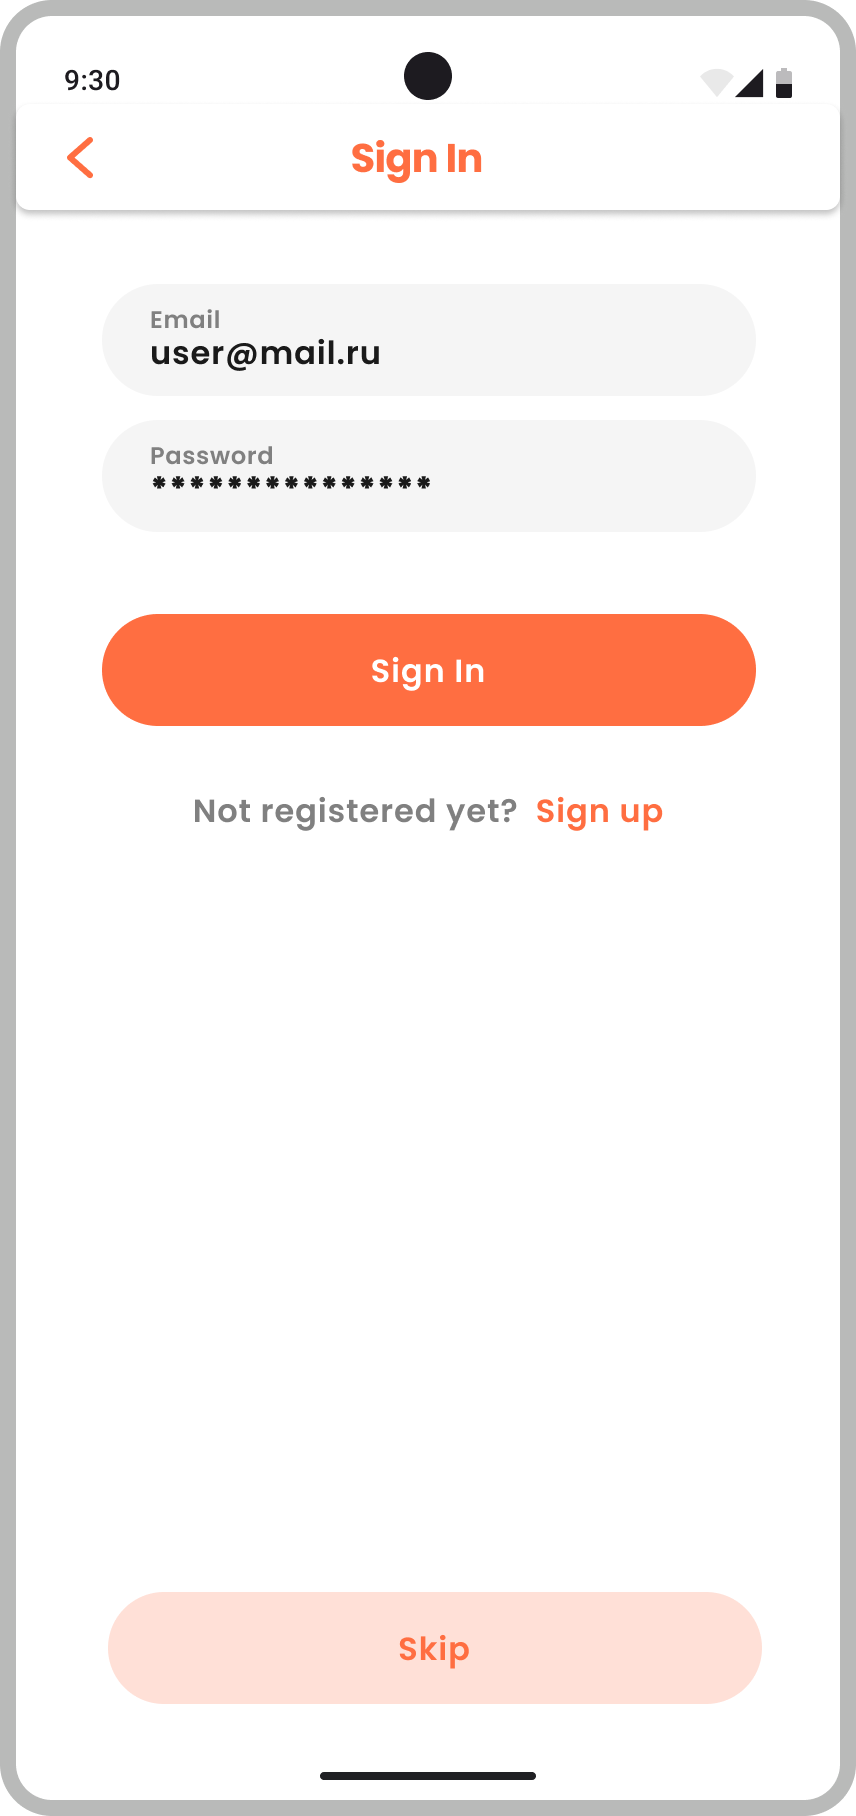 9:30
Sign In
Email
user@mail.ru
Password
***************
Sign In
Not registered yet? Sign up
Skip